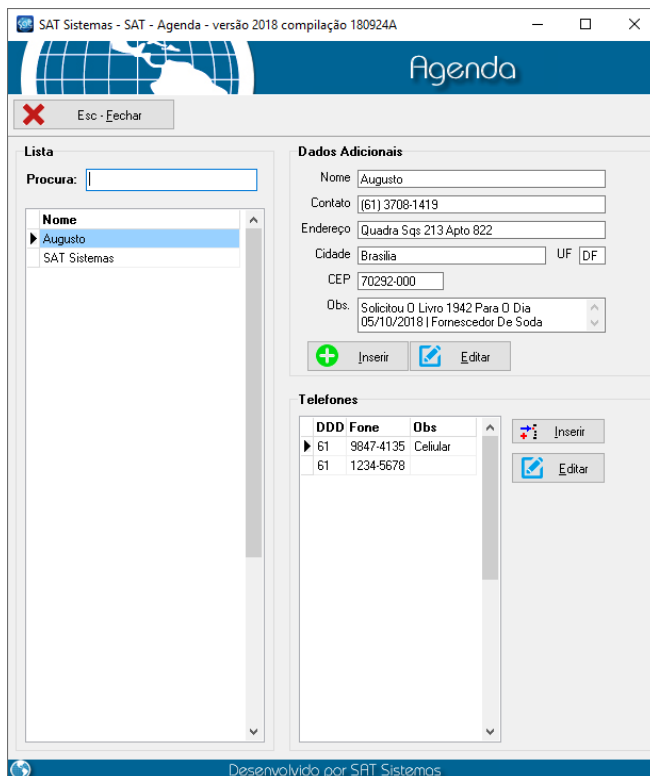 SAT Sistemas - SAT - Agenda - versão 2018 compilação 180924A
Agenda
Esc - Fechar
Lista
Procura:
Nome
Augusto
SAT Sistemas
Dados Adicionais
Nome Augusto
Contato (61) 3708-1419
Endereço Quadra Sqs 213 Apto 822
Cidade Brasilia UF DF
CEP 70292-000
Obs. Solicitou O Livro 1942 Para O Dia
05/10/2018 | Fornescedor De Soda
Inserir Editar
Telefones
DDD Fone Obs
61 9847-4135 Celiular
61 1234-5678
Inserir
Editar
Desenvolvido por SAT Sistemas